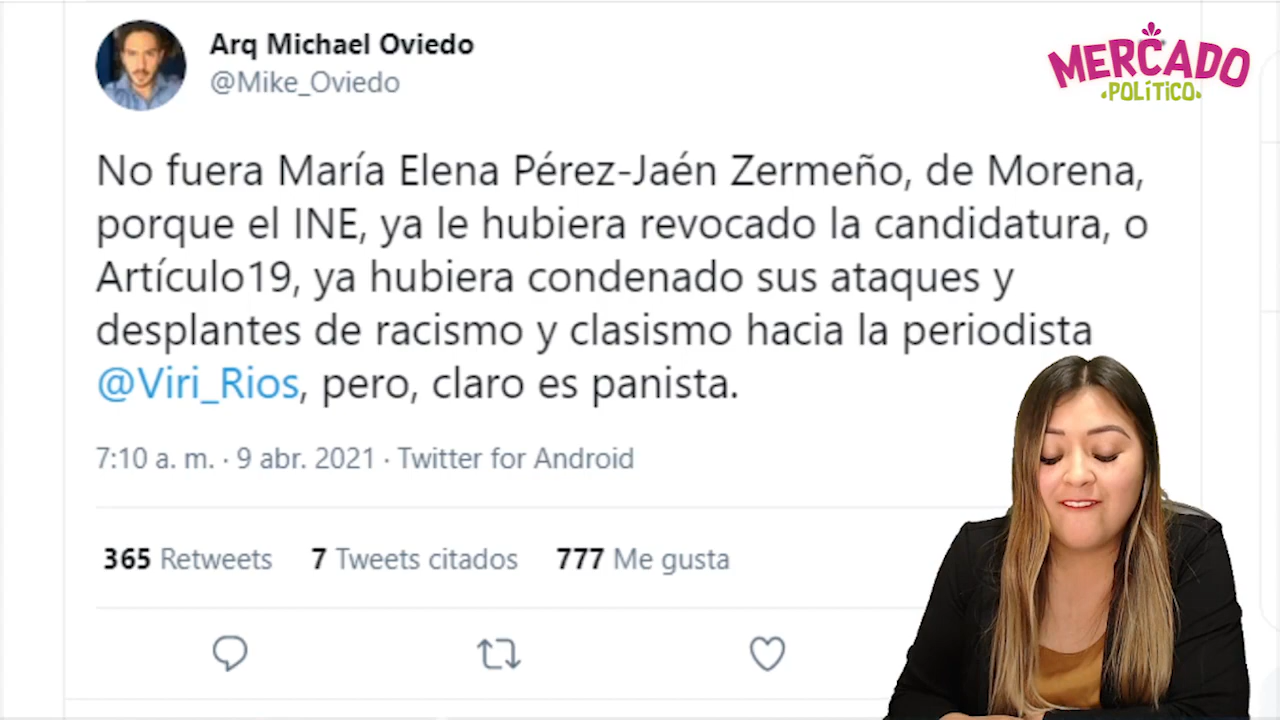 Arq Michael Oviedo
@Mike_Oviedo
MERCADO
POLÍTICO
No fuera María Elena Pérez-Jaén Zermeño, de Morena,
porque el INE, ya le hubiera revocado la candidatura, o
Artículo19, ya hubiera condenado sus ataques y
desplantes de racismo y clasismo hacia la periodista
@Viri_Rios, pero, claro es panista.
7:10 a. m. · 9 abr. 2021 · Twitter for Android
365 Retweets 7 Tweets citados 777 Me gusta